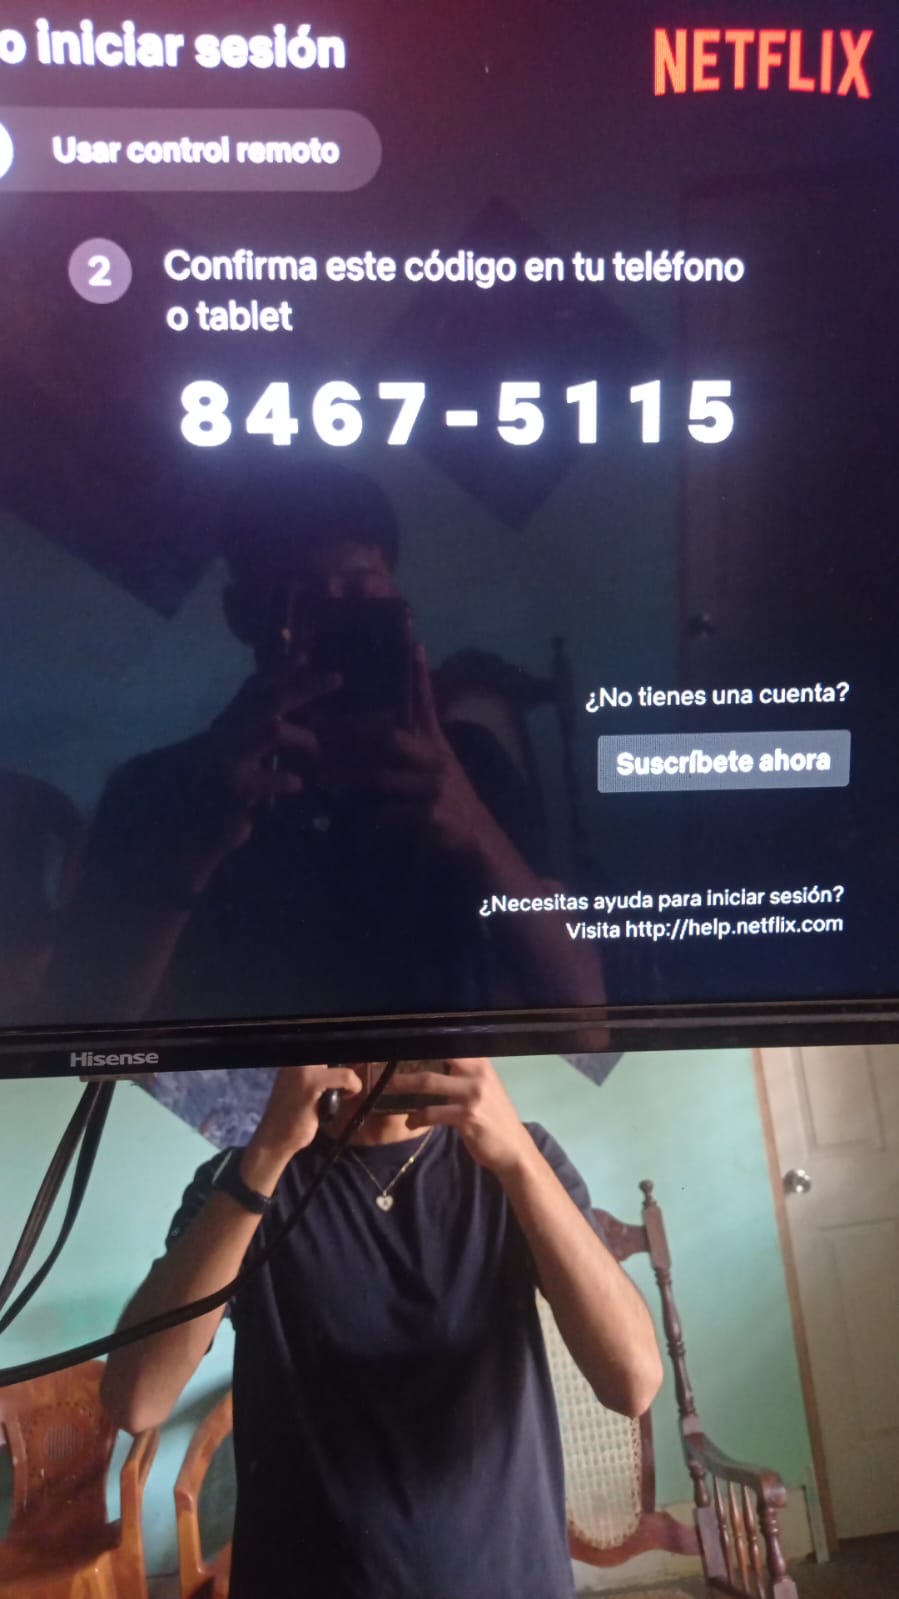 o iniciar sesión
NETFLIX
Usar control remoto
2
Confirma este código en tu teléfono
o tablet
8467-5115
¿No tienes una cuenta?
Suscríbete ahora
¿Necesitas ayuda para iniciar sesión?
Visita http://help.netflix.com
Hisense